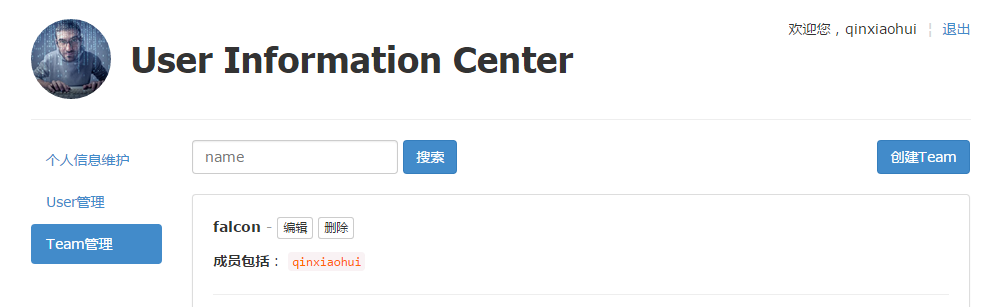 欢迎您，qinxiaohui ¦ 退出
User Information Center
个人信息维护
User管理
Team管理
name 搜索 创建Team
falcon - 编辑 删除
成员包括： qinxiaohui